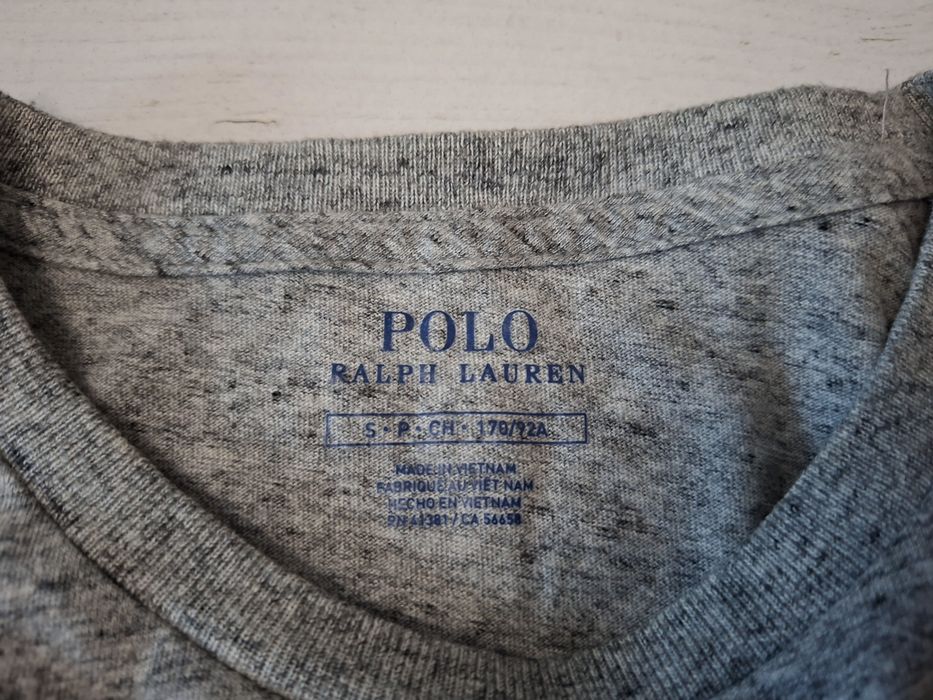 POLO
RALPH LAUREN
S • P • CH • 170/92A
MADE IN VIETNAM
FABRIQUÉ AU VIET NAM
HECHO EN VIETNAM
RN 41381 / CA 56658